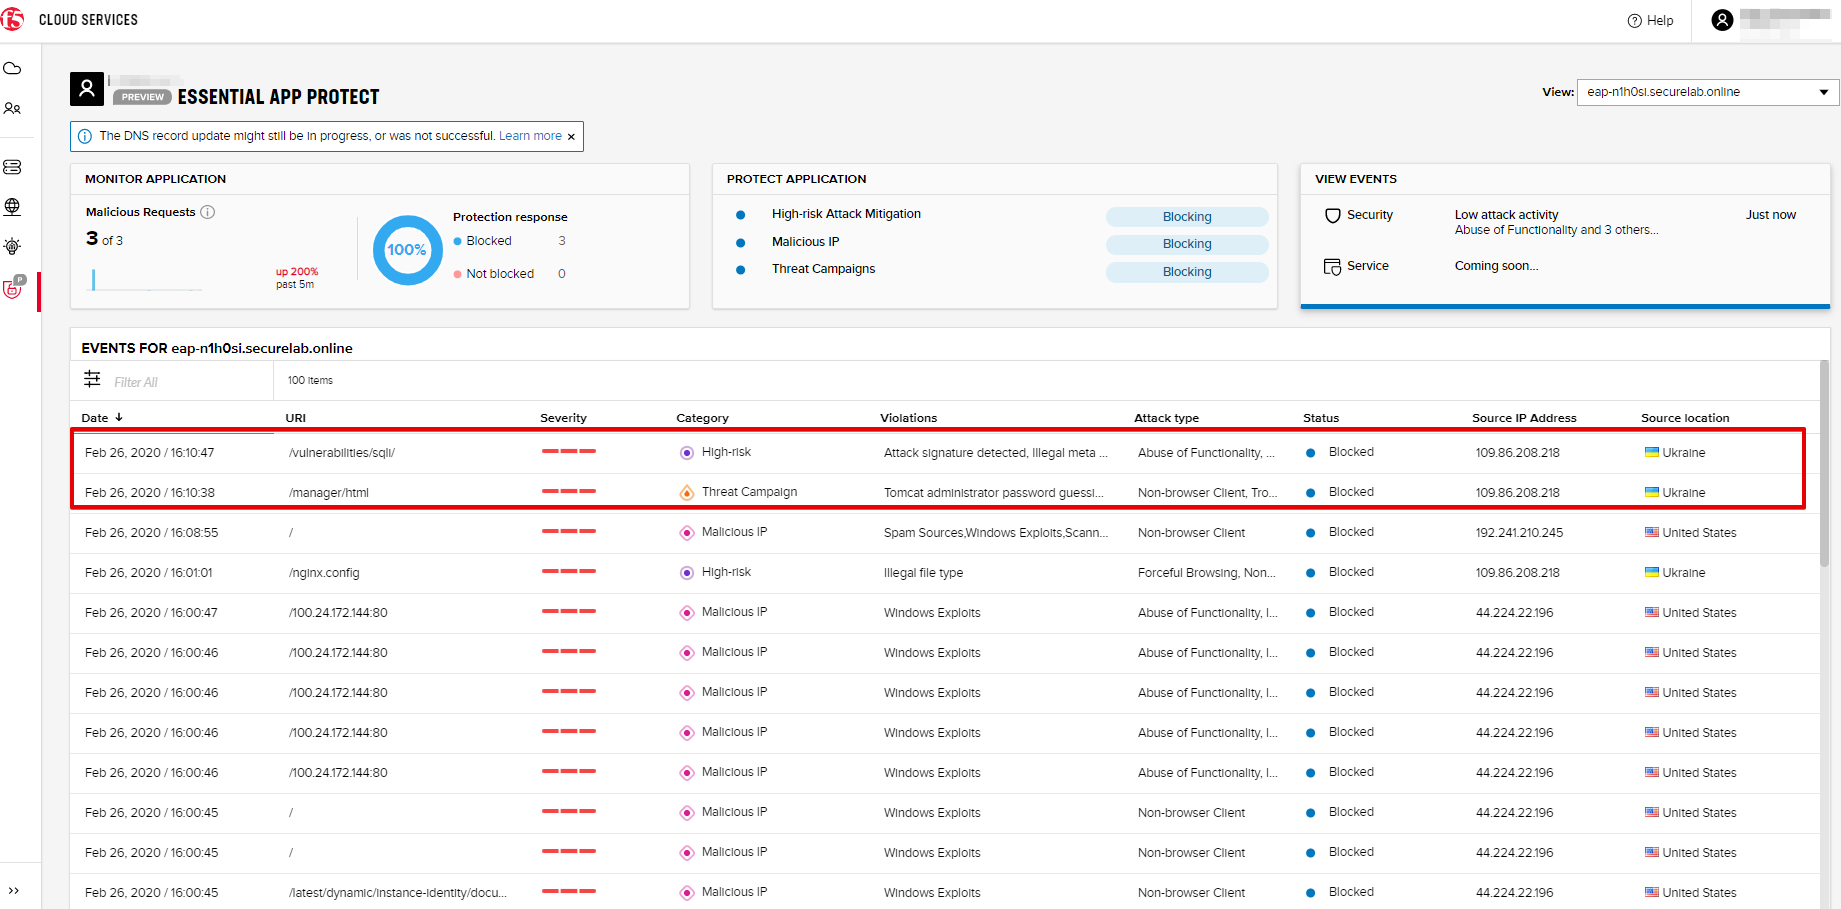 f5 CLOUD SERVICES
? Help
PREVIEW ESSENTIAL APP PROTECT
View: eap-n1h0si.securelab.online
The DNS record update might still be in progress, or was not successful. Learn more ×
MONITOR APPLICATION
Malicious Requests
3 of 3
up 200%
past 5m
100%
Protection response
Blocked 3
Not blocked 0
PROTECT APPLICATION
High-risk Attack Mitigation Blocking
Malicious IP Blocking
Threat Campaigns Blocking
VIEW EVENTS
Security Low attack activity Just now
Abuse of Functionality and 3 others...
Service Coming soon...
P
EVENTS FOR eap-n1h0si.securelab.online
Filter All 100 items
Date URI Severity Category Violations Attack type Status Source IP Address Source location
Feb 26, 2020 / 16:10:47 /vulnerabilities/sqli/ High-risk Attack signature detected, Illegal meta ... Abuse of Functionality, ... Blocked 109.86.208.218 Ukraine
Feb 26, 2020 / 16:10:38 /manager/html Threat Campaign Tomcat administrator password guessi... Non-browser Client, Tro... Blocked 109.86.208.218 Ukraine
Feb 26, 2020 / 16:08:55 / Malicious IP Spam Sources,Windows Exploits,Scann... Non-browser Client Blocked 192.241.210.245 United States
Feb 26, 2020 / 16:01:01 /nginx.config High-risk Illegal file type Forceful Browsing, Non... Blocked 109.86.208.218 Ukraine
Feb 26, 2020 / 16:00:47 /100.24.172.144:80 Malicious IP Windows Exploits Abuse of Functionality, I... Blocked 44.224.22.196 United States
Feb 26, 2020 / 16:00:46 /100.24.172.144:80 Malicious IP Windows Exploits Abuse of Functionality, I... Blocked 44.224.22.196 United States
Feb 26, 2020 / 16:00:46 /100.24.172.144:80 Malicious IP Windows Exploits Abuse of Functionality, I... Blocked 44.224.22.196 United States
Feb 26, 2020 / 16:00:46 /100.24.172.144:80 Malicious IP Windows Exploits Abuse of Functionality, I... Blocked 44.224.22.196 United States
Feb 26, 2020 / 16:00:46 /100.24.172.144:80 Malicious IP Windows Exploits Abuse of Functionality, I... Blocked 44.224.22.196 United States
Feb 26, 2020 / 16:00:45 / Malicious IP Windows Exploits Non-browser Client Blocked 44.224.22.196 United States
Feb 26, 2020 / 16:00:45 / Malicious IP Windows Exploits Non-browser Client Blocked 44.224.22.196 United States
Feb 26, 2020 / 16:00:45 /latest/dynamic/instance-identity/docu... Malicious IP Windows Exploits Non-browser Client Blocked 44.224.22.196 United States